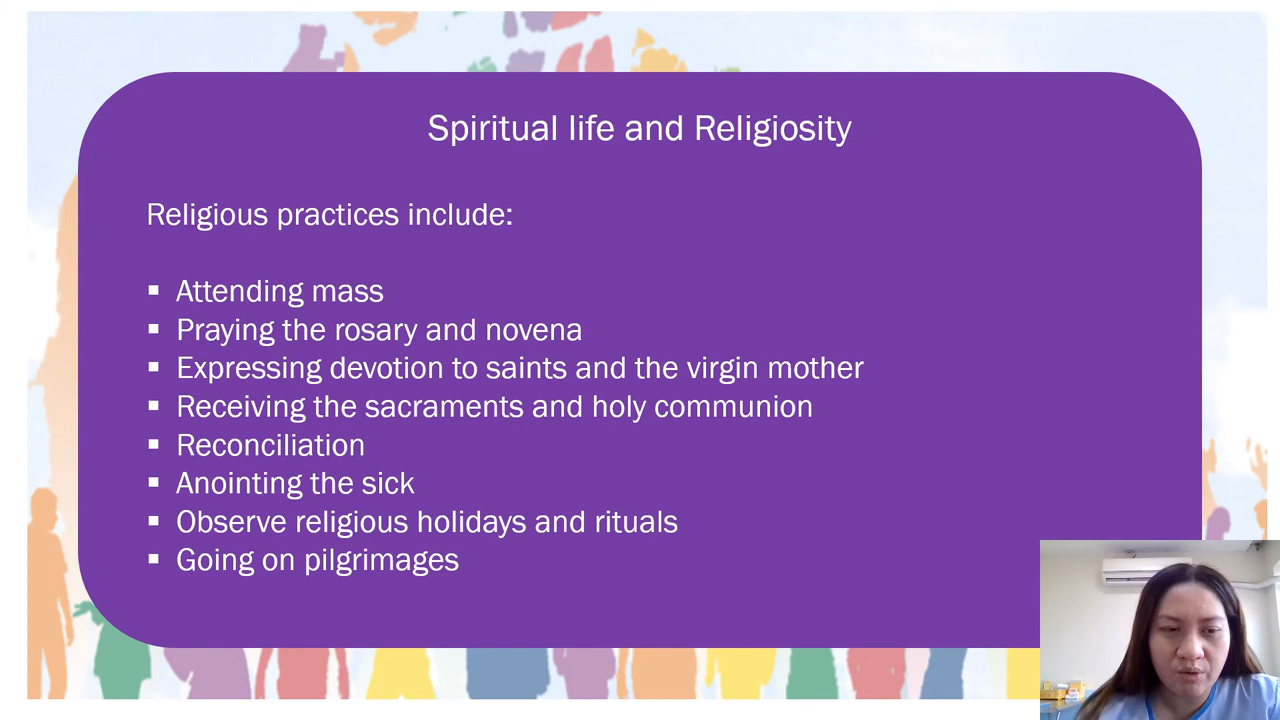 Spiritual life and Religiosity
Religious practices include:
▪ Attending mass
▪ Praying the rosary and novena
▪ Expressing devotion to saints and the virgin mother
▪ Receiving the sacraments and holy communion
▪ Reconciliation
▪ Anointing the sick
▪ Observe religious holidays and rituals
▪ Going on pilgrimages